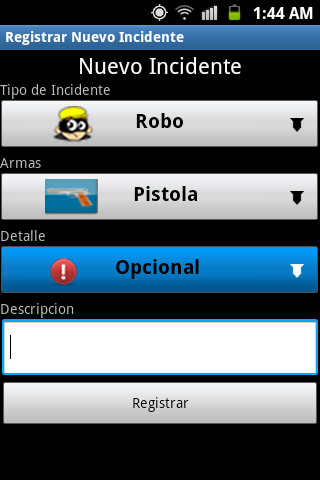 1:44 AM
Registrar Nuevo Incidente
Nuevo Incidente
Tipo de Incidente
Robo
Armas
Pistola
Detalle
Opcional
Descripcion
Registrar